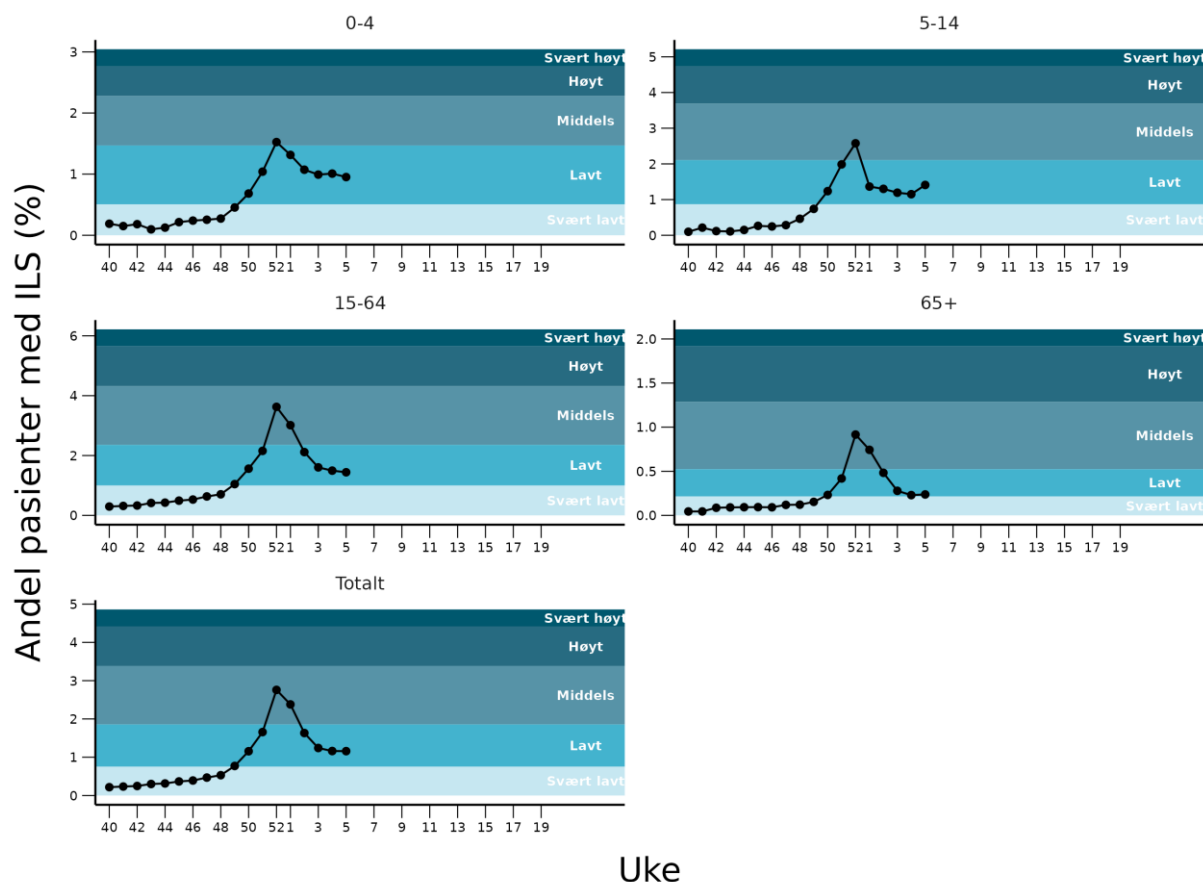 Andel pasienter med ILS (%)
0-4
3
2
1
0
Svært høyt
Høyt
Middels
Lavt
Svært lavt
40 42 44 46 48 50 52 1 3 5 7 9 11 13 15 17 19
5-14
5
4
3
2
1
0
Svært høyt
Høyt
Middels
Lavt
Svært lavt
40 42 44 46 48 50 52 1 3 5 7 9 11 13 15 17 19
15-64
6
4
2
0
Svært høyt
Høyt
Middels
Lavt
Svært lavt
40 42 44 46 48 50 52 1 3 5 7 9 11 13 15 17 19
65+
2.0
1.5
1.0
0.5
0.0
Svært høyt
Høyt
Middels
Lavt
Svært lavt
40 42 44 46 48 50 52 1 3 5 7 9 11 13 15 17 19
Totalt
5
4
3
2
1
0
Svært høyt
Høyt
Middels
Lavt
Svært lavt
40 42 44 46 48 50 52 1 3 5 7 9 11 13 15 17 19
Uke